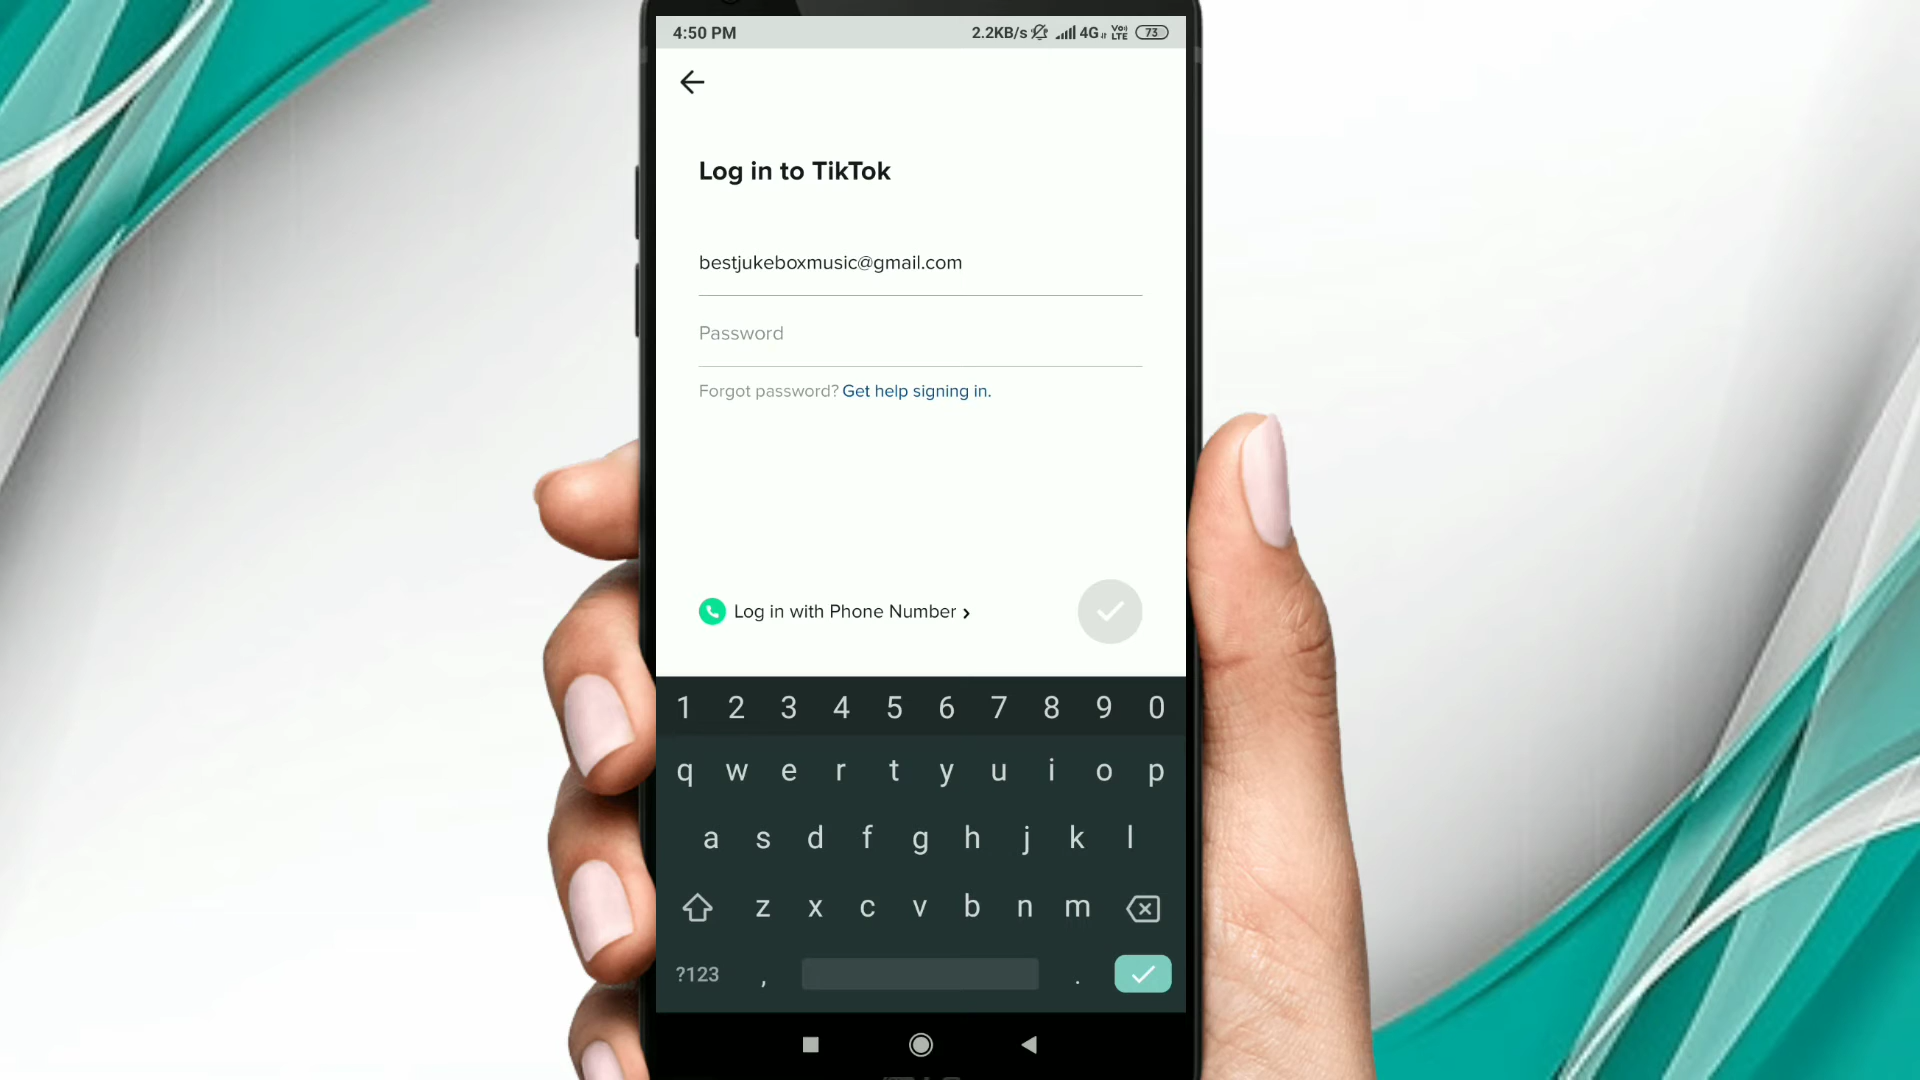 4:50 PM 2.2KB/s 4G Vo)) LTE 73
Log in to TikTok
bestjukeboxmusic@gmail.com
Password
Forgot password? Get help signing in.
Log in with Phone Number ›
1 2 3 4 5 6 7 8 9 0
q w e r t y u i o p
a s d f g h j k l
z x c v b n m
?123 , .